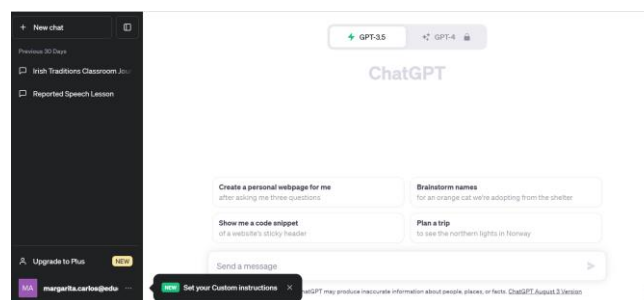 + New chat
Previous 30 Days
Irish Traditions Classroom Jou
Reported Speech Lesson
Upgrade to Plus NEW
MA margarita.carlos@edu ...
GPT-3.5 GPT-4
ChatGPT
Create a personal webpage for me
after asking me three questions
Brainstorm names
for an orange cat we're adopting from the shelter
Show me a code snippet
of a website's sticky header
Plan a trip
to see the northern lights in Norway
Send a message
NEW Set your Custom instructions ×
hatGPT may produce inaccurate information about people, places, or facts. ChatGPT August 3 Version